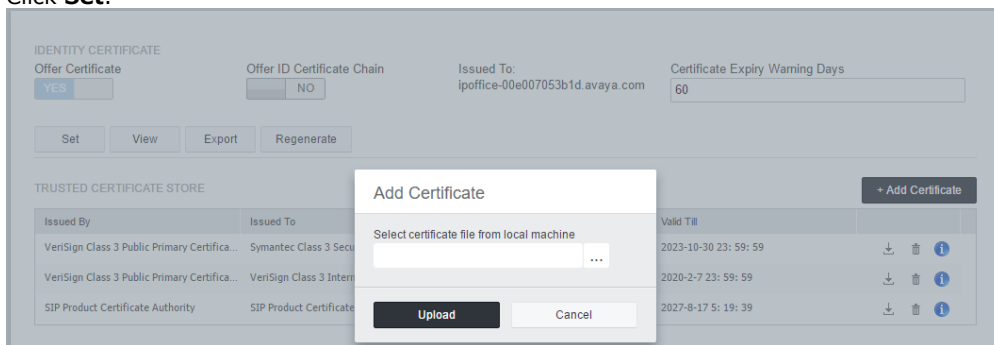 Click Set.
IDENTITY CERTIFICATE
Offer Certificate Offer ID Certificate Chain Issued To: Certificate Expiry Warning Days
YES NO ipoffice-00e007053b1d.avaya.com 60
Set View Export Regenerate
TRUSTED CERTIFICATE STORE Add Certificate + Add Certificate
Issued By Issued To Valid Till
Select certificate file from local machine
VeriSign Class 3 Public Primary Certifica... Symantec Class 3 Secu 2023-10-30 23: 59: 59
...
VeriSign Class 3 Public Primary Certifica... VeriSign Class 3 Intern 2020-2-7 23: 59: 59
SIP Product Certificate Authority SIP Product Certificate 2027-8-17 5: 19: 39
Upload Cancel